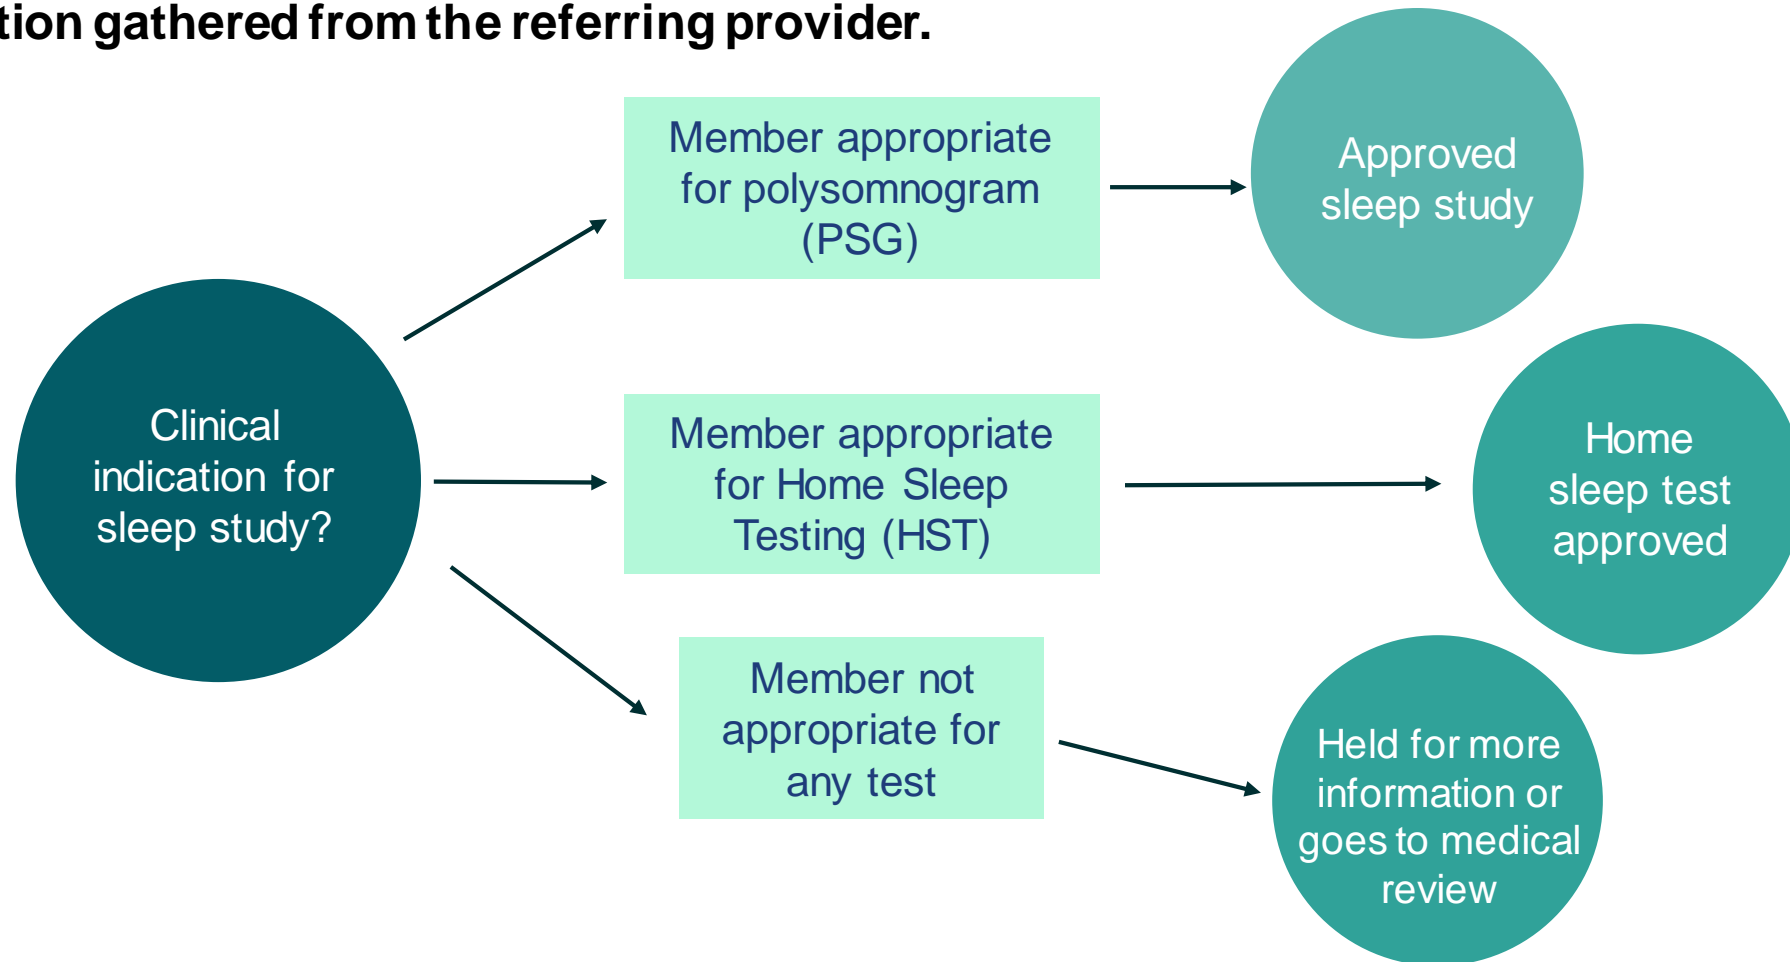 tion gathered from the referring provider.
Member appropriate
for polysomnogram
(PSG)
Approved
sleep study
Clinical
indication for
sleep study?
Member appropriate
for Home Sleep
Testing (HST)
Home
sleep test
approved
Member not
appropriate for
any test
Held for more
information or
goes to medical
review